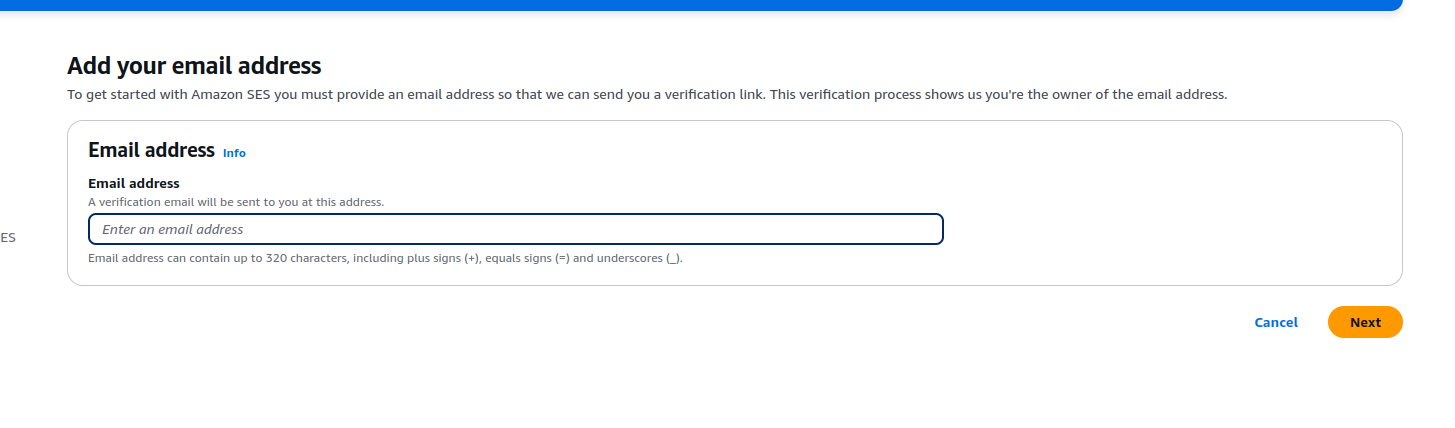 Add your email address
To get started with Amazon SES you must provide an email address so that we can send you a verification link. This verification process shows us you're the owner of the email address.
Email address Info
Email address
A verification email will be sent to you at this address.
Enter an email address
ES
Email address can contain up to 320 characters, including plus signs (+), equals signs (=) and underscores (_).
Cancel Next